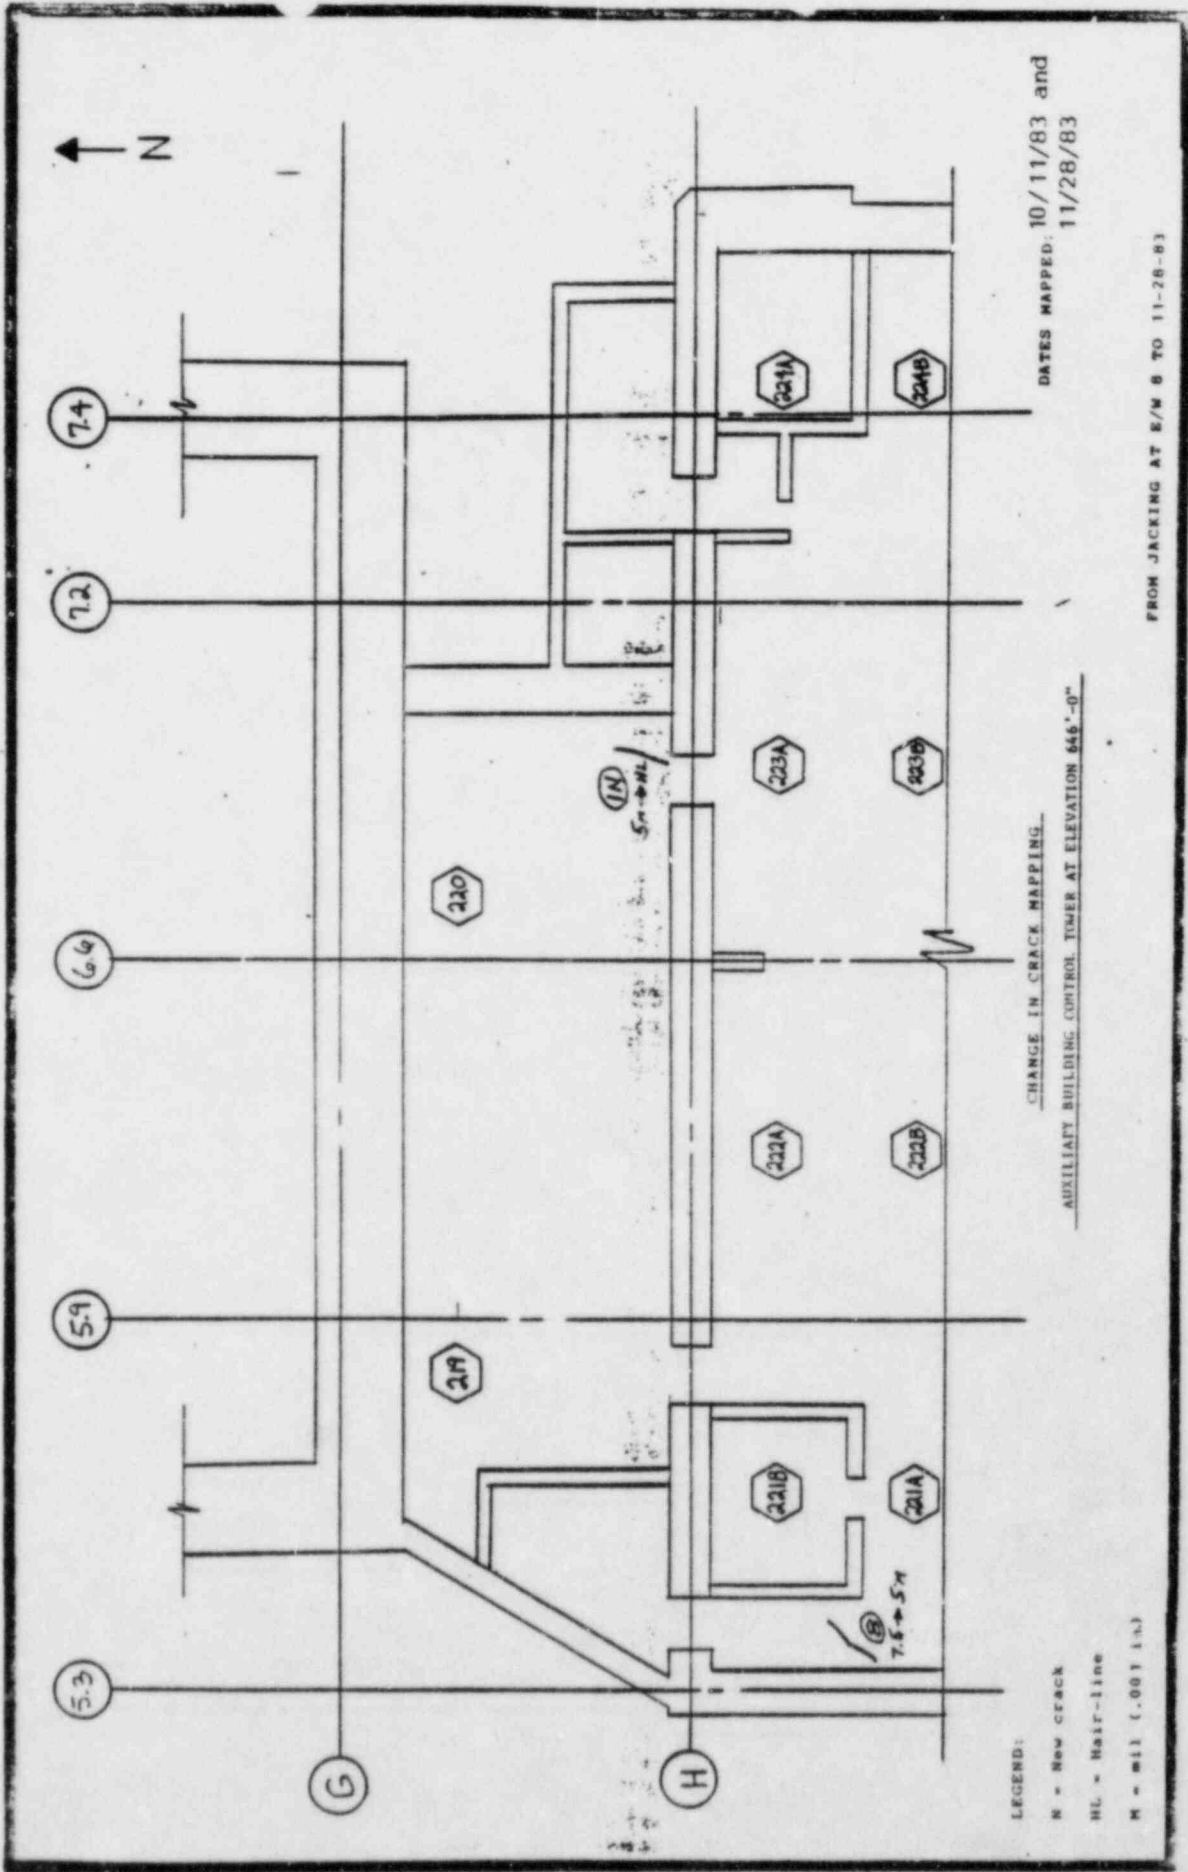 5.3
5.9
6.6
7.2
7.4
N
G
H
219
220
1N
5M→HL
221B
222A
223A
224A
8
7.5→5M
221A
222B
223B
224B
LEGEND:
N = New crack
HL = Hair-line
M = mil (.001 in)
CHANGE IN CRACK MAPPING
AUXILIARY BUILDING CONTROL TOWER AT ELEVATION 646'-0"
DATES MAPPED: 10/11/83 and
11/28/83
FROM JACKING AT E/W 8 TO 11-28-83